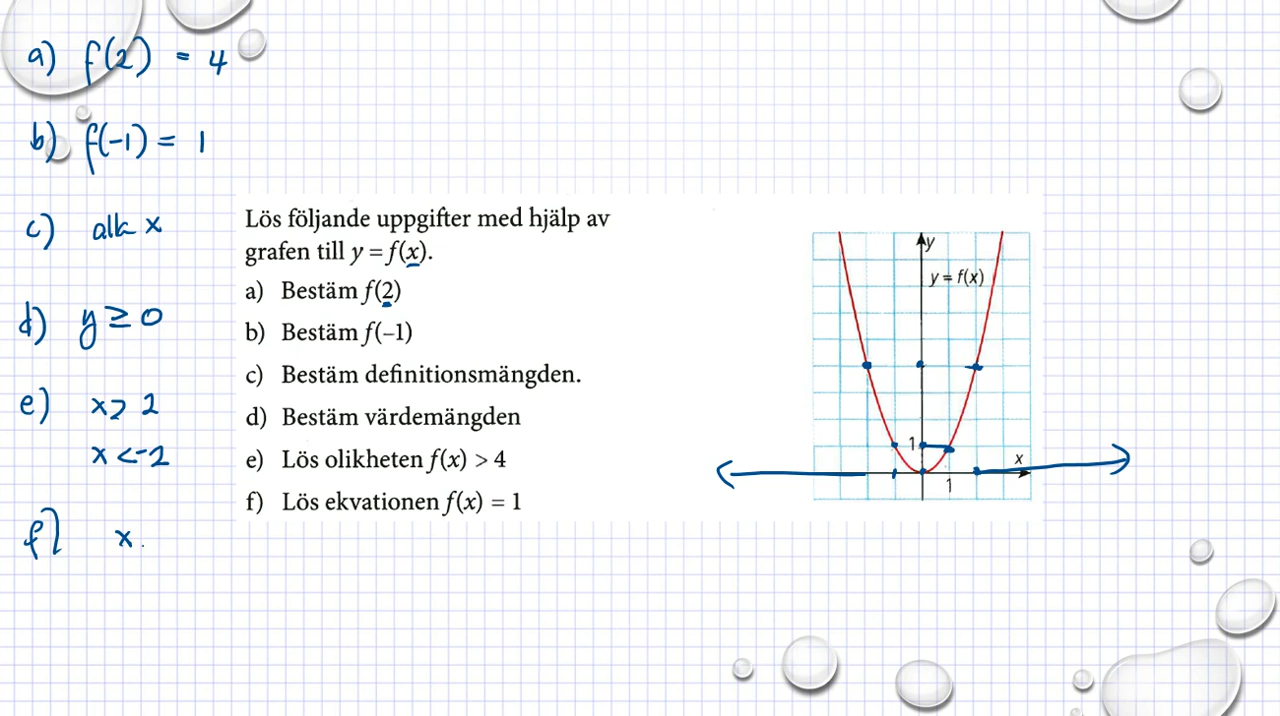 a) f(2) = 4
b) f(-1) = 1
c) alla x
d) y ≥ 0
e) x > 2
x < -2
f) x
Lös följande uppgifter med hjälp av
grafen till y = f(x).
a) Bestäm f(2)
b) Bestäm f(–1)
c) Bestäm definitionsmängden.
d) Bestäm värdemängden
e) Lös olikheten f(x) > 4
f) Lös ekvationen f(x) = 1
y
y = f(x)
1
x
1